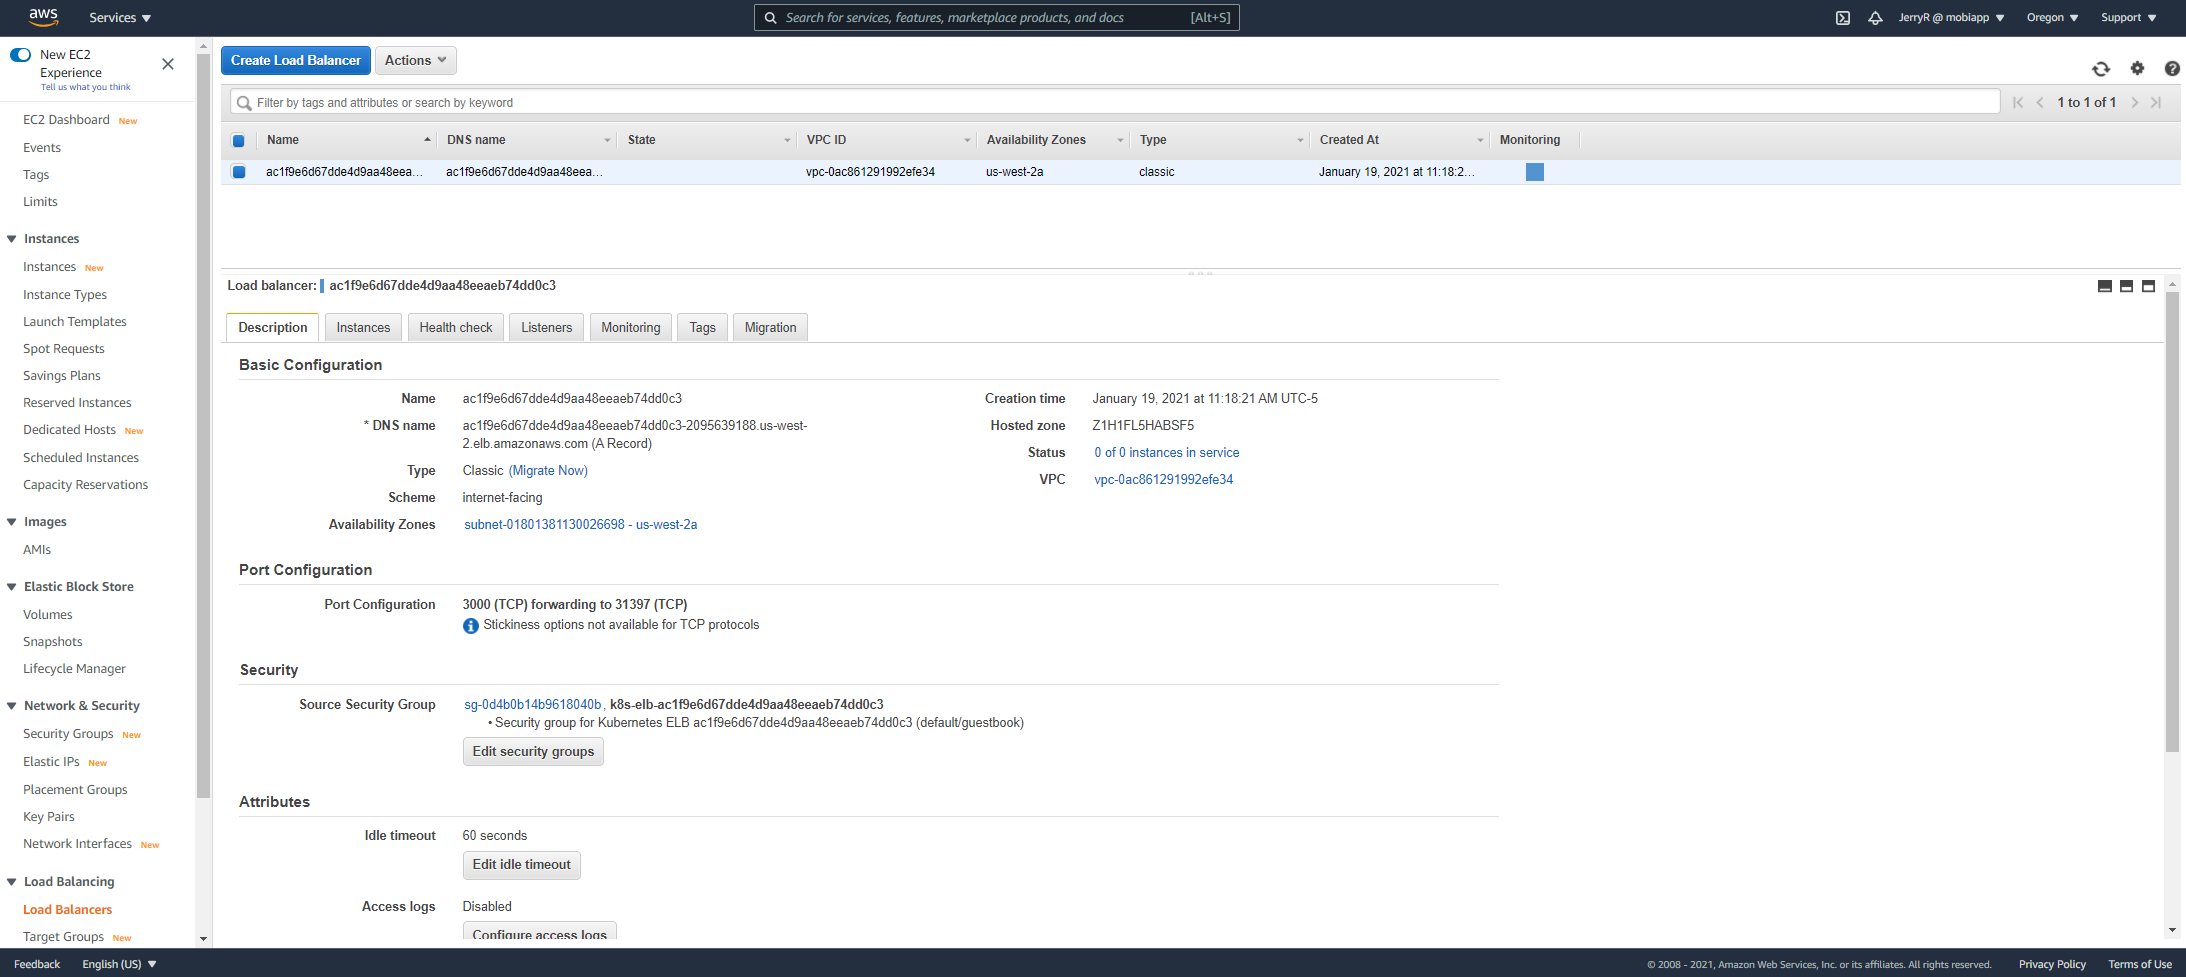 aws Services Search for services, features, marketplace products, and docs [Alt+S] JerryR @ mobiapp Oregon Support
New EC2
Experience
Tell us what you think
EC2 Dashboard New
Events
Tags
Limits
Instances
Instances New
Instance Types
Launch Templates
Spot Requests
Savings Plans
Reserved Instances
Dedicated Hosts New
Scheduled Instances
Capacity Reservations
Images
AMIs
Elastic Block Store
Volumes
Snapshots
Lifecycle Manager
Network & Security
Security Groups New
Elastic IPs New
Placement Groups
Key Pairs
Network Interfaces New
Load Balancing
Load Balancers
Target Groups New
Create Load Balancer Actions
Filter by tags and attributes or search by keyword 1 to 1 of 1
Name DNS name State VPC ID Availability Zones Type Created At Monitoring
ac1f9e6d67dde4d9aa48eea... ac1f9e6d67dde4d9aa48eea... vpc-0ac861291992efe34 us-west-2a classic January 19, 2021 at 11:18:2...
Load balancer: ac1f9e6d67dde4d9aa48eeaeb74dd0c3
Description Instances Health check Listeners Monitoring Tags Migration
Basic Configuration
Name ac1f9e6d67dde4d9aa48eeaeb74dd0c3
* DNS name ac1f9e6d67dde4d9aa48eeaeb74dd0c3-2095639188.us-west-
2.elb.amazonaws.com (A Record)
Type Classic (Migrate Now)
Scheme internet-facing
Availability Zones subnet-01801381130026698 - us-west-2a
Creation time January 19, 2021 at 11:18:21 AM UTC-5
Hosted zone Z1H1FL5HABSF5
Status 0 of 0 instances in service
VPC vpc-0ac861291992efe34
Port Configuration
Port Configuration 3000 (TCP) forwarding to 31397 (TCP)
Stickiness options not available for TCP protocols
Security
Source Security Group sg-0d4b0b14b9618040b, k8s-elb-ac1f9e6d67dde4d9aa48eeaeb74dd0c3
• Security group for Kubernetes ELB ac1f9e6d67dde4d9aa48eeaeb74dd0c3 (default/guestbook)
Edit security groups
Attributes
Idle timeout 60 seconds
Edit idle timeout
Access logs Disabled
Configure access logs
Feedback English (US) © 2008 - 2021, Amazon Web Services, Inc. or its affiliates. All rights reserved. Privacy Policy Terms of Use